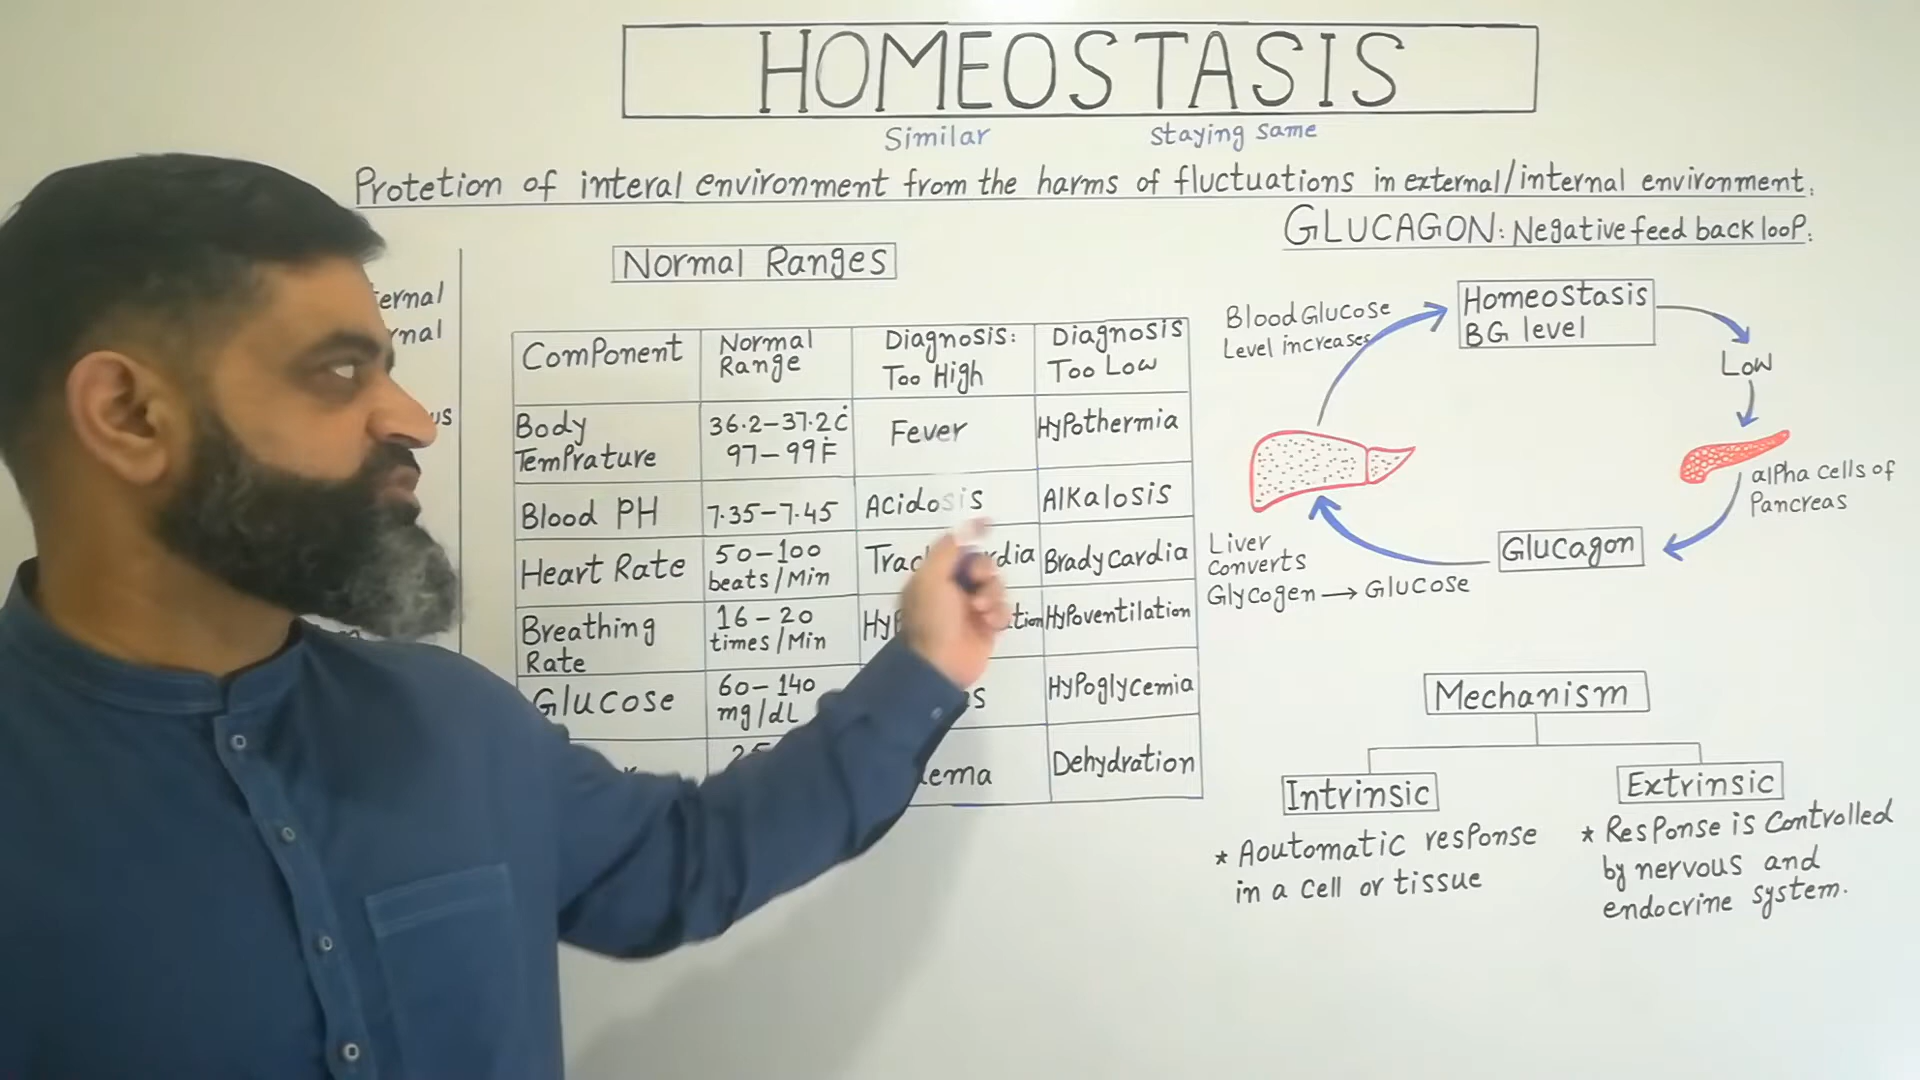 HOMEOSTASIS
Similar
Staying same
Protetion of interal environment from the harms of fluctuations in external/internal environment.
GLUCAGON: Negative feed back loop.
Normal Ranges
Component
Normal
Range
Diagnosis:
Too High
Diagnosis
Too Low
Body
Temprature
36.2-37.2 C
97-99 F
Fever
Hypothermia
Blood PH
7.35-7.45
Acidosis
Alkalosis
Heart Rate
50-100
beats/Min
Bradycardia
Breathing
Rate
16-20
times/Min
Hypoventilation
Glucose
60-140
mg/dL
Hypoglycemia
Dehydration
Blood Glucose
Level increases
Homeostasis
BG level
Low
alpha cells of
Pancreas
Glucagon
Liver
converts
Glycogen → Glucose
Mechanism
Intrinsic
* Aoutomatic response
in a cell or tissue
Extrinsic
* Response is controlled
by nervous and
endocrine system.